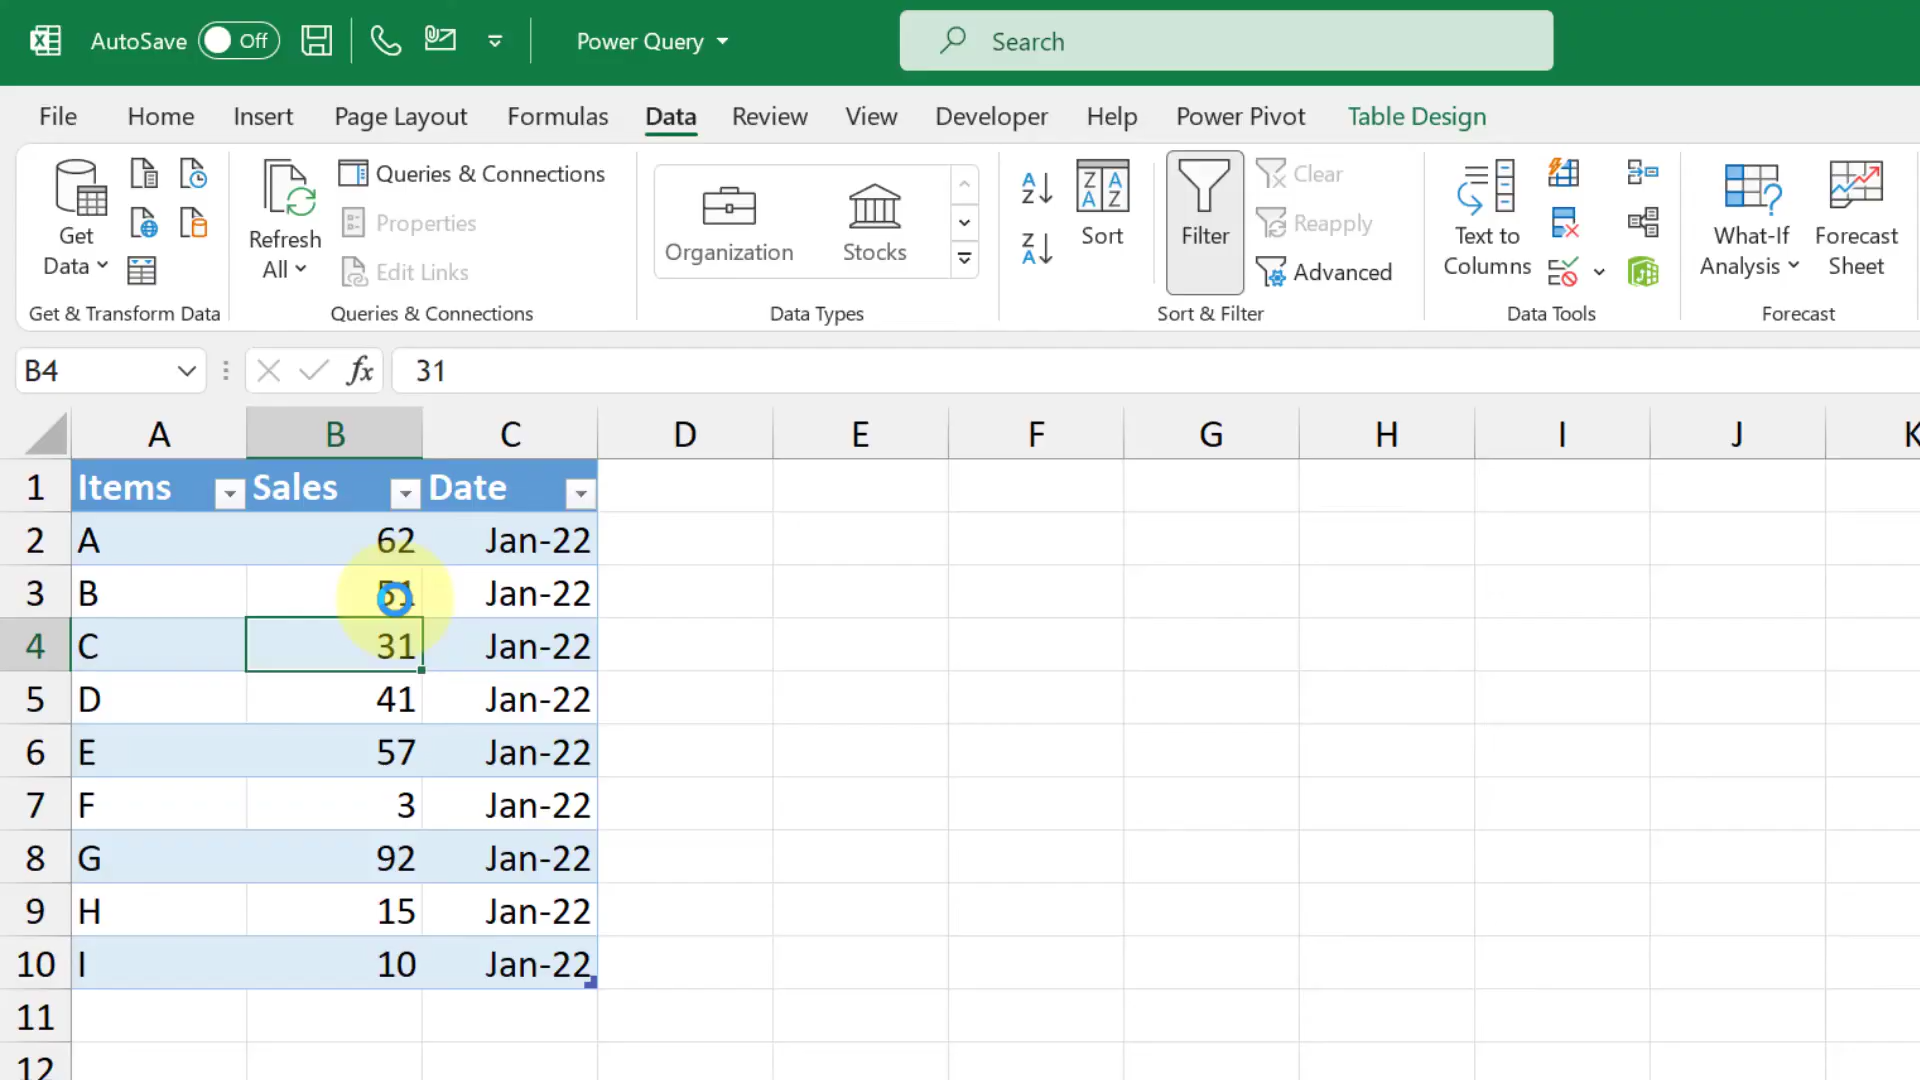 AutoSave Off Power Query Search
File Home Insert Page Layout Formulas Data Review View Developer Help Power Pivot Table Design
Get Data
Refresh All
Queries & Connections
Properties
Edit Links
Organization
Stocks
Sort
Filter
Clear
Reapply
Advanced
Text to Columns
What-If Analysis
Forecast Sheet
Get & Transform Data Queries & Connections Data Types Sort & Filter Data Tools Forecast
B4 fx 31
A B C D E F G H I J K
1 Items Sales Date
2 A 62 Jan-22
3 B 51 Jan-22
4 C 31 Jan-22
5 D 41 Jan-22
6 E 57 Jan-22
7 F 3 Jan-22
8 G 92 Jan-22
9 H 15 Jan-22
10 I 10 Jan-22
11
12